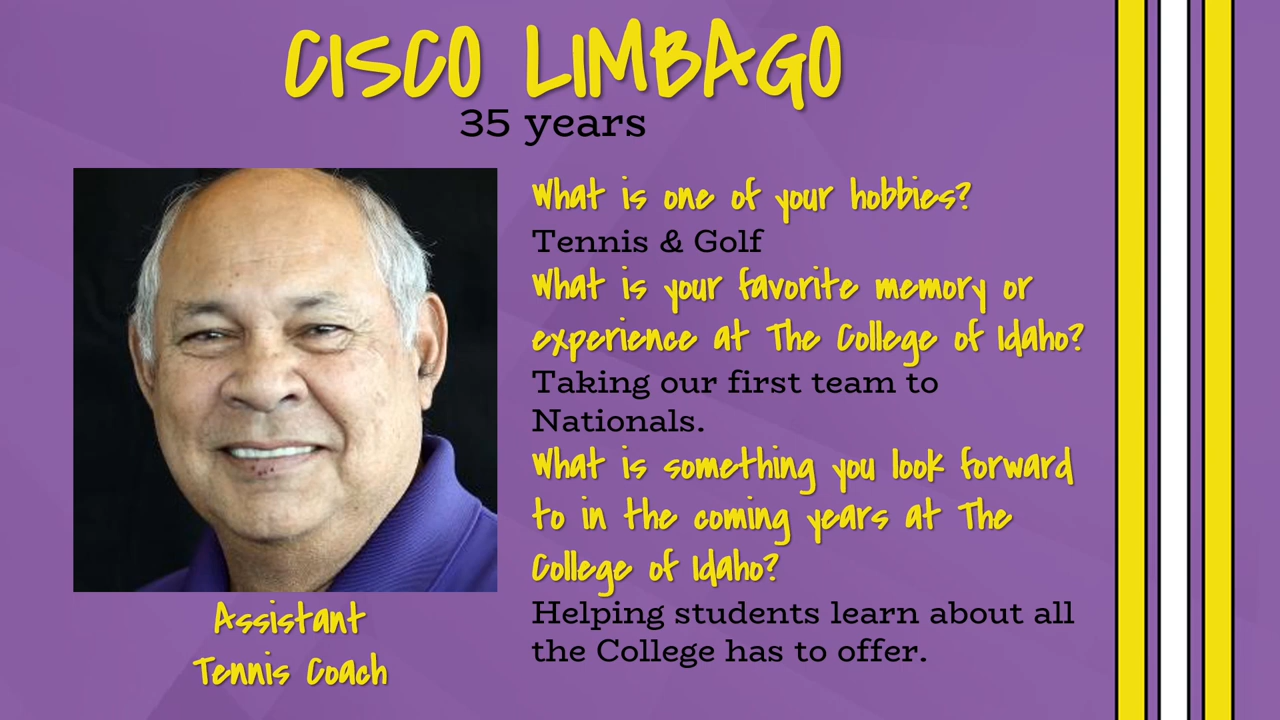 CISCO LIMBAGO
35 years
What is one of your hobbies?
Tennis & Golf
What is your favorite memory or
experience at The College of Idaho?
Taking our first team to
Nationals.
What is something you look forward
to in the coming years at The
College of Idaho?
Helping students learn about all
the College has to offer.
Assistant
Tennis Coach